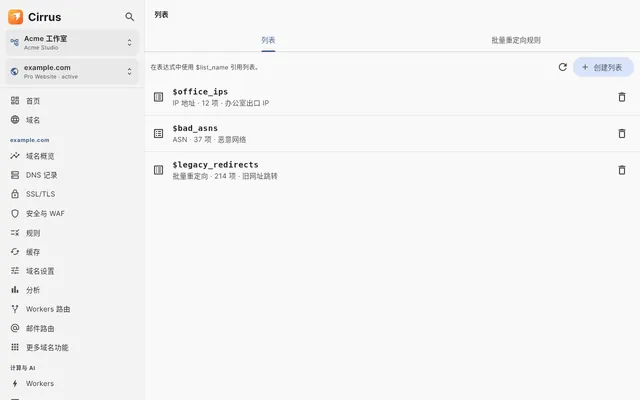 Cirrus
Acme 工作室
Acme Studio
example.com
Pro Website · active
首页
域名
example.com
域名概览
DNS 记录
SSL/TLS
安全与 WAF
规则
缓存
域名设置
分析
Workers 路由
邮件路由
更多域名功能
计算与 AI
Workers
列表
列表
批量重定向规则
在表达式中使用 $list_name 引用列表。
+ 创建列表
$office_ips
IP 地址 · 12 项 · 办公室出口 IP
$bad_asns
ASN · 37 项 · 恶意网络
$legacy_redirects
批量重定向 · 214 项 · 旧网址跳转